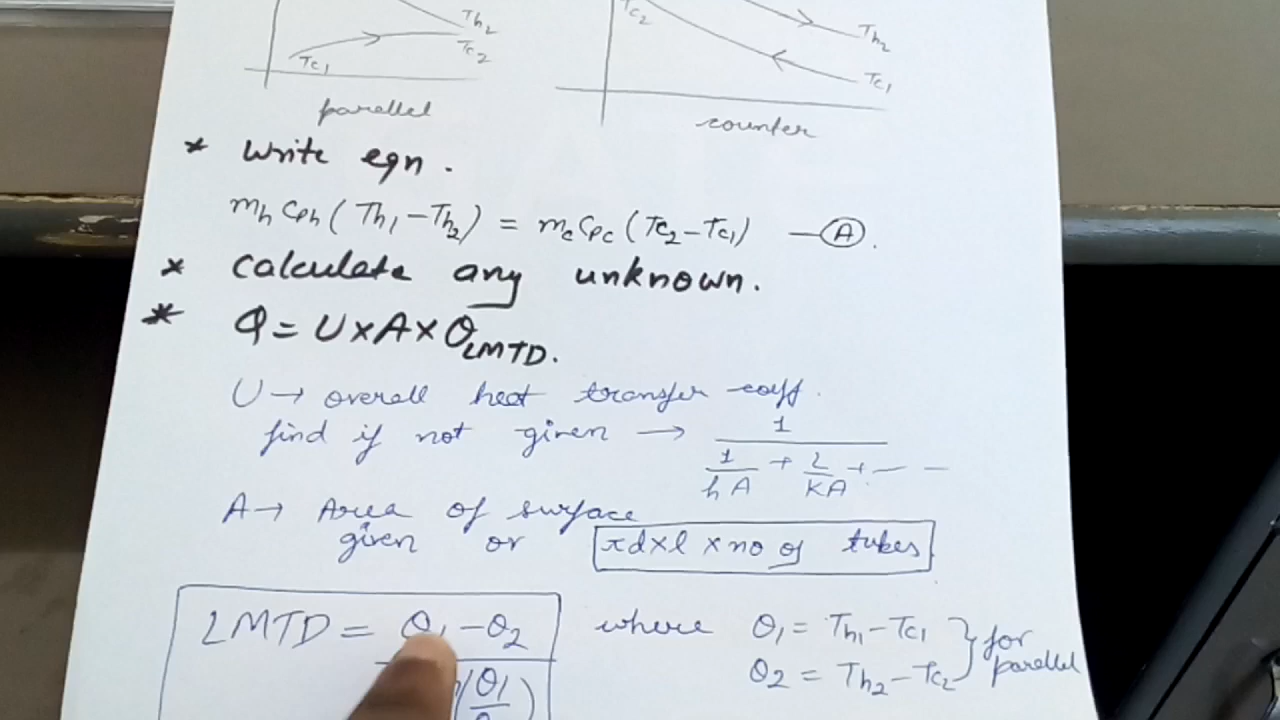 Th₂
Tc₂
Tc₁
parallel
Tc₂
Th₂
Tc₁
counter
* Write eqn.
mₕ Cpₕ (Th₁ - Th₂) = m꜀ Cp꜀ (Tc₂ - Tc₁) — Ⓐ.
* calculate any unknown.
* Q = U × A × θLMTD.
U → overall heat transfer coeff.
find if not given → 1 / (1/hA + L/KA + - -
A → Area of surface
given or πd × l × no of tubes
LMTD = θ₁ - θ₂ where θ₁ = Th₁ - Tc₁ } for
θ₂ = Th₂ - Tc₂ } parallel
(θ₁